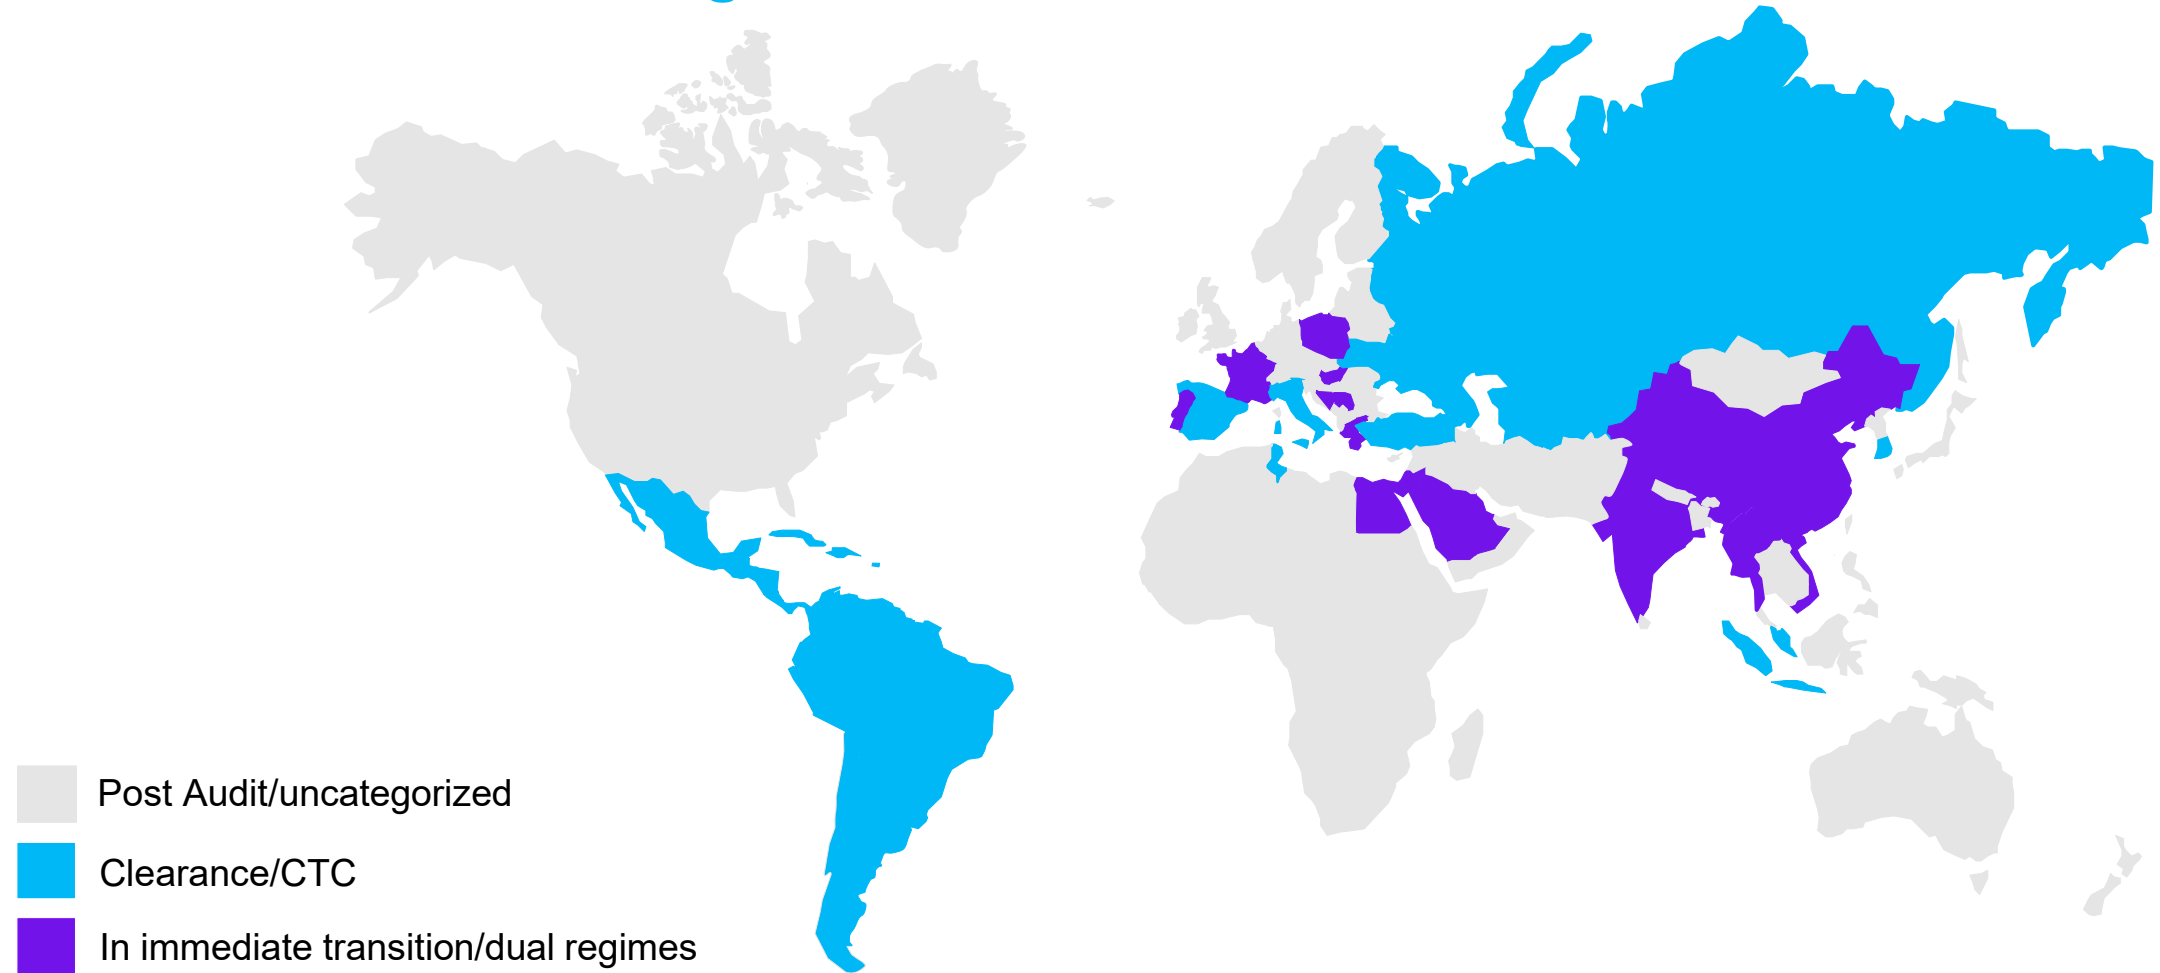 Post Audit/uncategorized
Clearance/CTC
In immediate transition/dual regimes